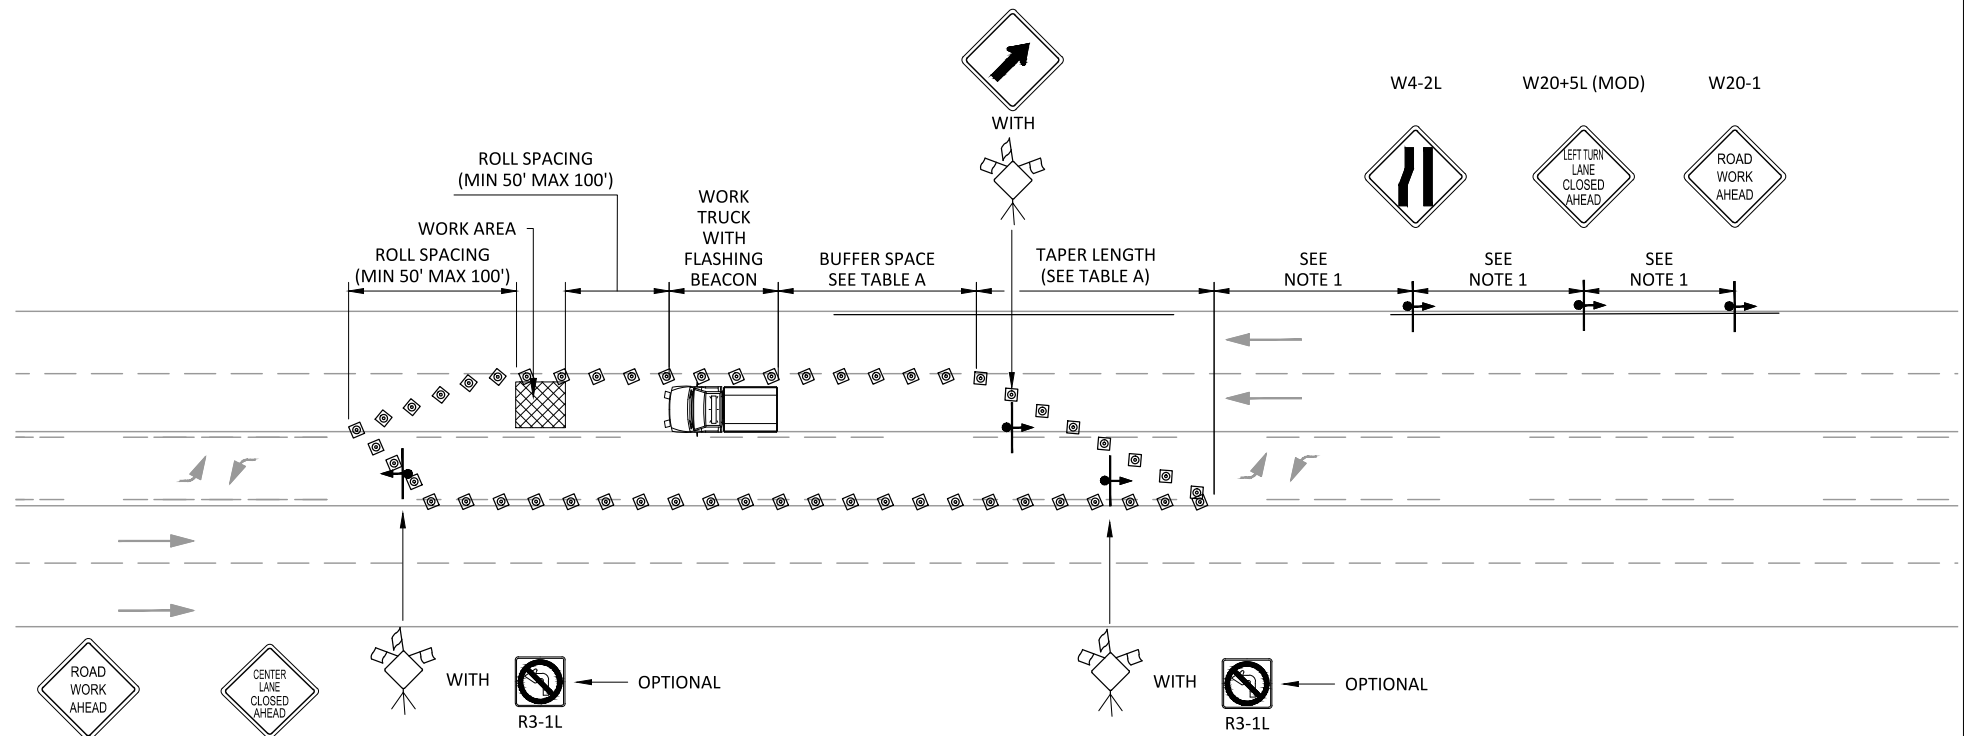 W4-2L
W20+5L (MOD)
W20-1
WITH
LEFT TURN
LANE
CLOSED
AHEAD
ROAD
WORK
AHEAD
ROLL SPACING
(MIN 50' MAX 100')
WORK
TRUCK
WITH
FLASHING
BEACON
WORK AREA
ROLL SPACING
(MIN 50' MAX 100')
BUFFER SPACE
SEE TABLE A
TAPER LENGTH
(SEE TABLE A)
SEE
NOTE 1
SEE
NOTE 1
SEE
NOTE 1
ROAD
WORK
AHEAD
CENTER
LANE
CLOSED
AHEAD
WITH
OPTIONAL
R3-1L
WITH
OPTIONAL
R3-1L